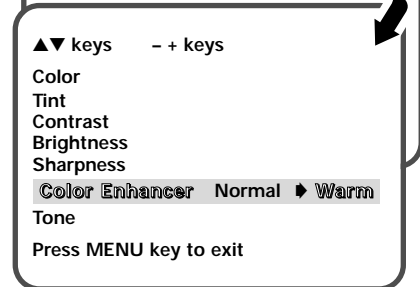 ▲▼ keys – + keys
Color
Tint
Contrast
Brightness
Sharpness
Color Enhancer Normal ➧ Warm
Tone
Press MENU key to exit